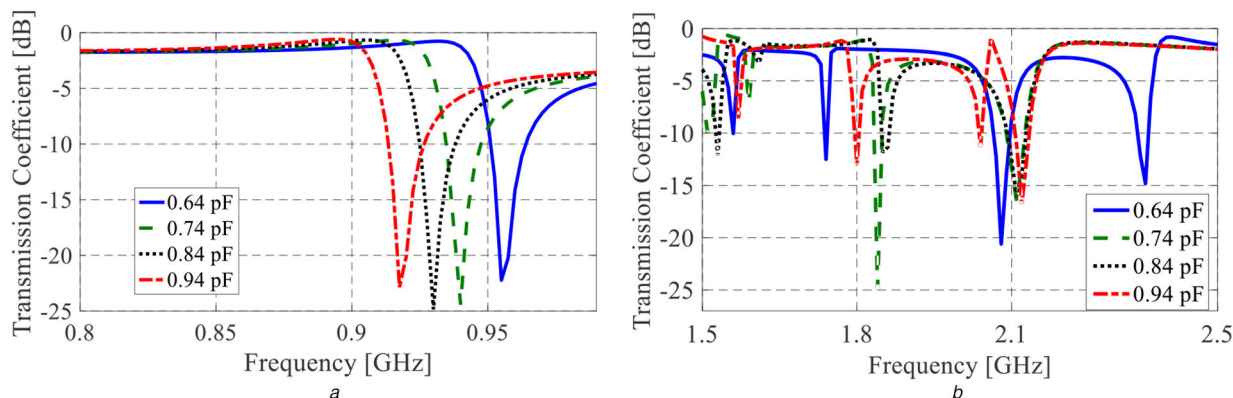 Transmission Coefficient [dB]
0
-5
-10
-15
-20
-25
0.64 pF
0.74 pF
0.84 pF
0.94 pF
0.8
0.85
0.9
0.95
Frequency [GHz]
a
Transmission Coefficient [dB]
0
-5
-10
-15
-20
-25
0.64 pF
0.74 pF
0.84 pF
0.94 pF
1.5
1.8
2.1
2.5
Frequency [GHz]
b